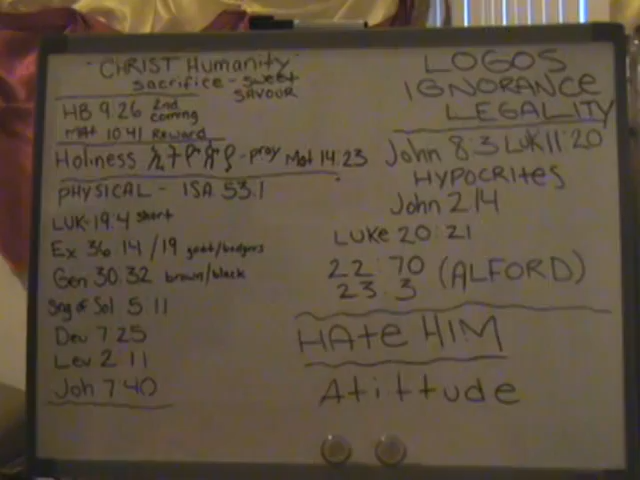 CHRIST Humanity
sacrifice - sweet
SAVOUR
HB 9.26 2nd coming
Mat 10 41 Reward
Holiness - pray Mat 14:23
PHYSICAL - ISA 53.1
LUK 19.4 short
Ex 36 14 / 19 goat/badgers
Gen 30.32 brown/black
Sng of Sol 5 11
Deu 7 25
Lev 2 11
Joh 7:40
LOGOS
IGNORANCE
LEGALITY
John 8:3 LUK 11:20
HYPOCRITES
John 2 14
LUKe 20:21
22 70 (ALFORD)
23 3
HAte HIM
Atittude